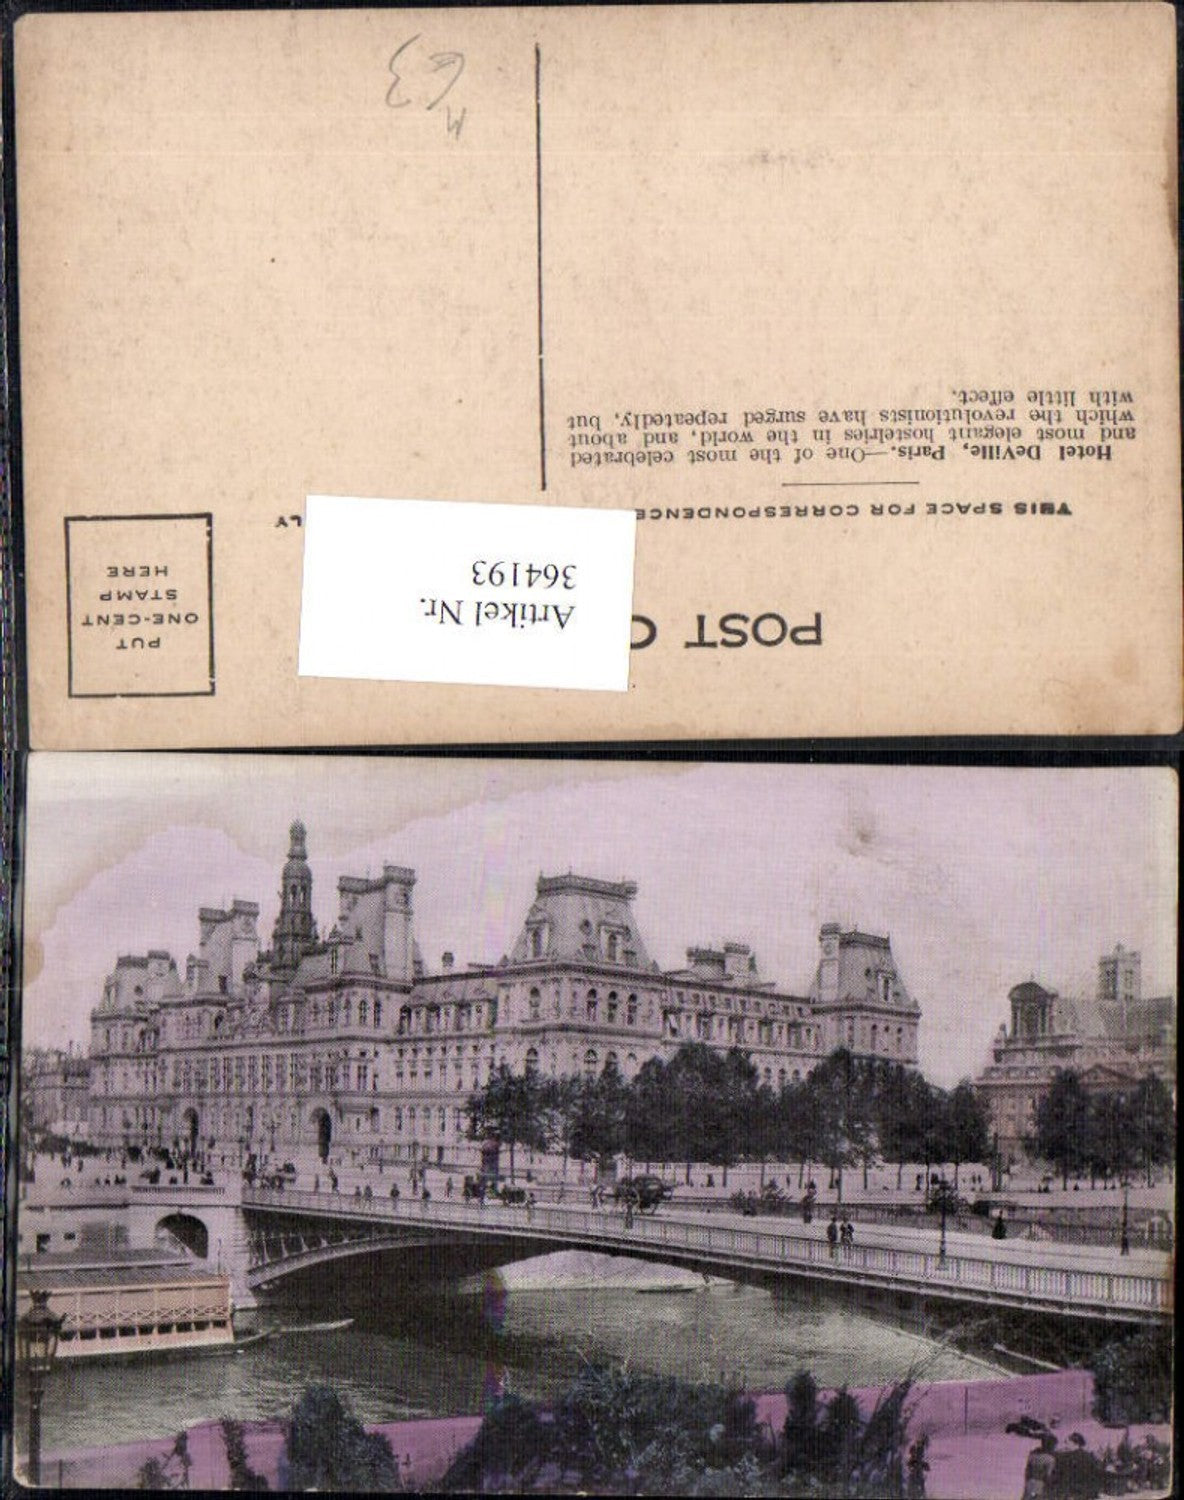 POST C
THIS SPACE FOR CORRESPONDENCE
LY
PUT
ONE-CENT
STAMP
HERE
Artikel Nr.
364193
Hotel DeVille, Paris.—One of the most celebrated
and most elegant hostelries in the world, and about
which the revolutionists have surged repeatedly, but
with little effect.
M
63